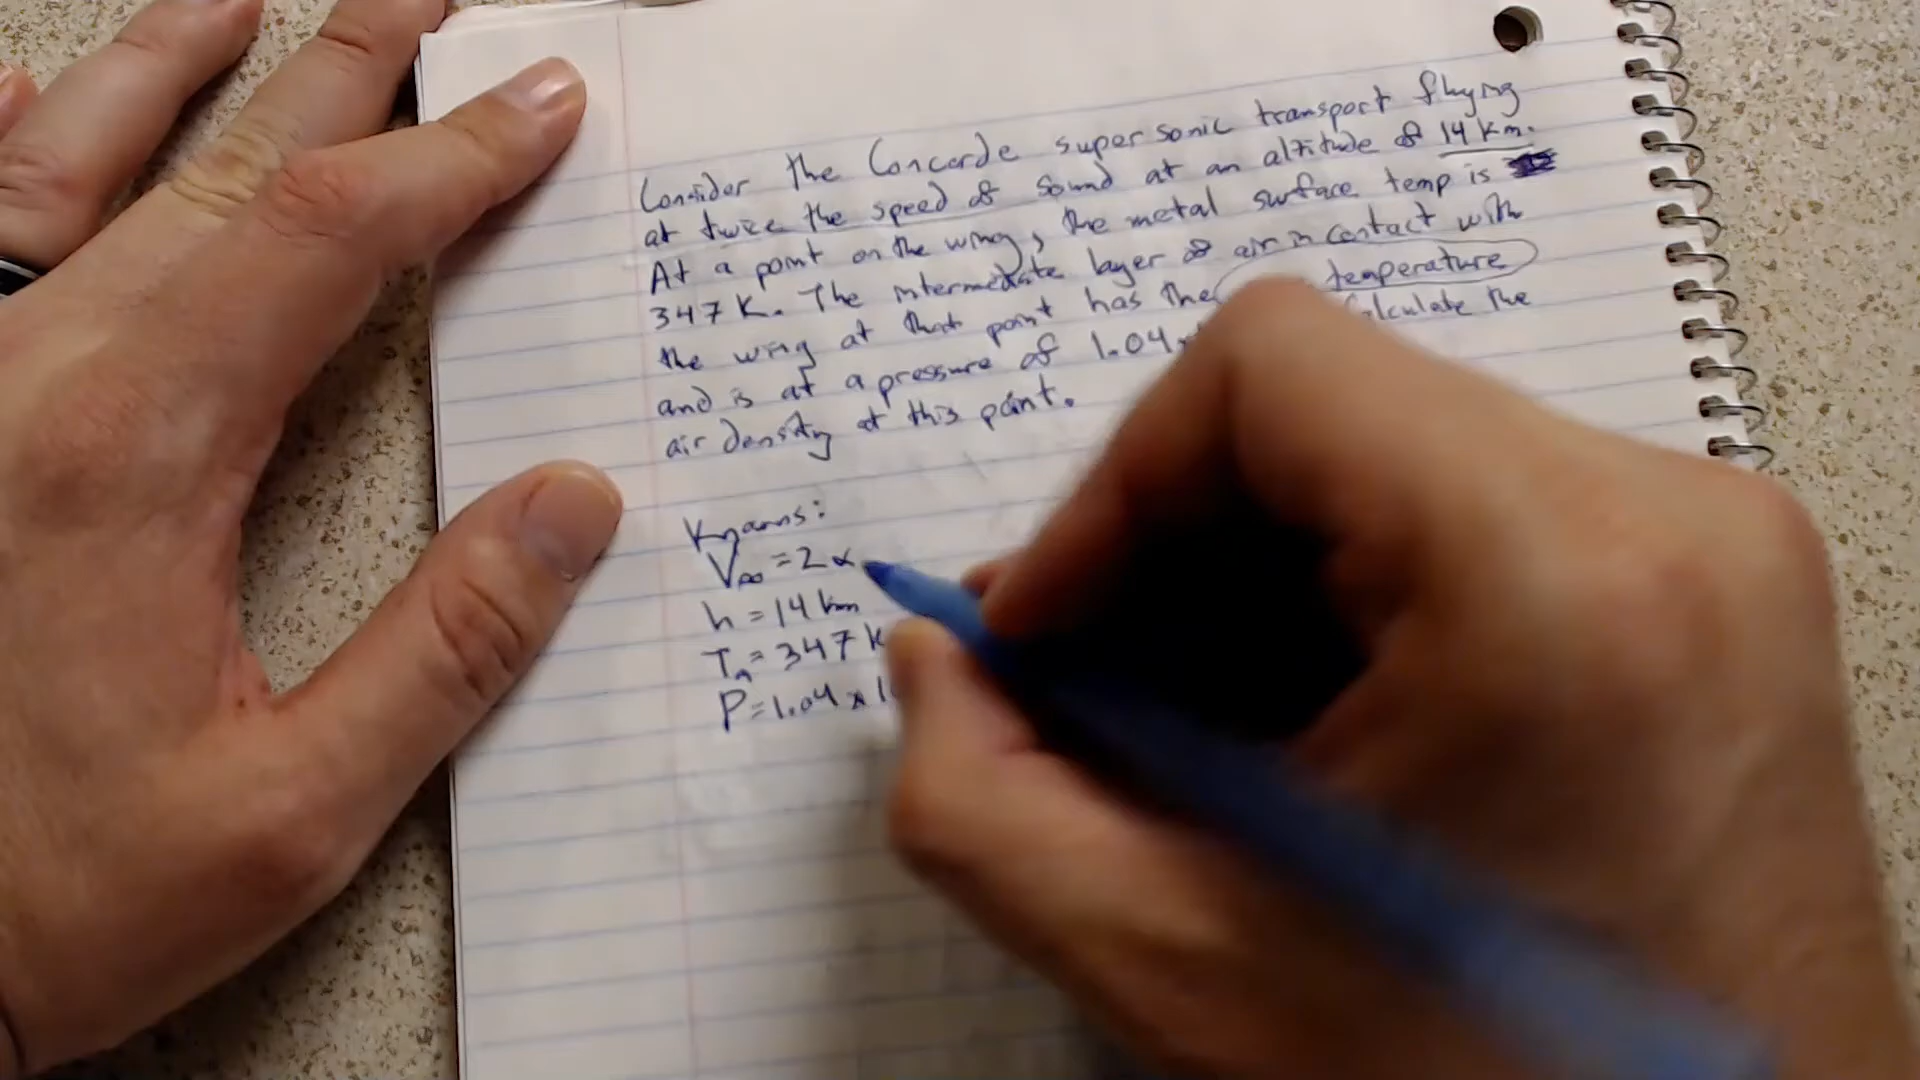 Consider the Concorde supersonic transport flying
at twice the speed of sound at an altitude of 14 km.
At a point on the wing, the metal surface temp is
347 K. The intermediate layer of air in contact with
the wing at that point has the temperature
and is at a pressure of 1.04 the
air density at this point.
Knowns:
V∞ = 2 α
h = 14 km
T = 347 K
P = 1.04 x